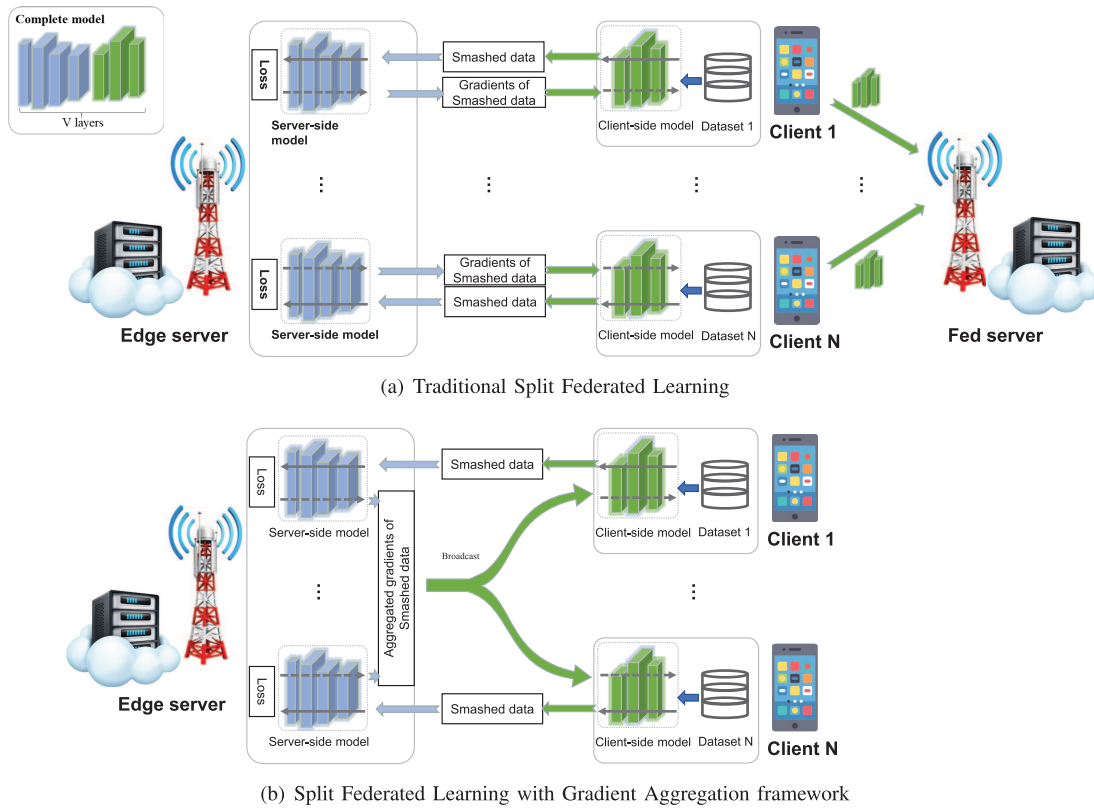 Complete model
V layers
Loss
Server-side
model
Smashed data
Gradients of
Smashed data
Client-side model
Dataset 1
Client 1
...
...
...
...
Edge server
Loss
Server-side model
Gradients of
Smashed data
Smashed data
Client-side model
Dataset N
Client N
Fed server
(a) Traditional Split Federated Learning
Loss
Server-side model
Smashed data
Client-side model
Dataset 1
Client 1
Aggregated gradients of
Smashed data
Broadcast
...
...
Edge server
Loss
Server-side model
Smashed data
Client-side model
Dataset N
Client N
(b) Split Federated Learning with Gradient Aggregation framework